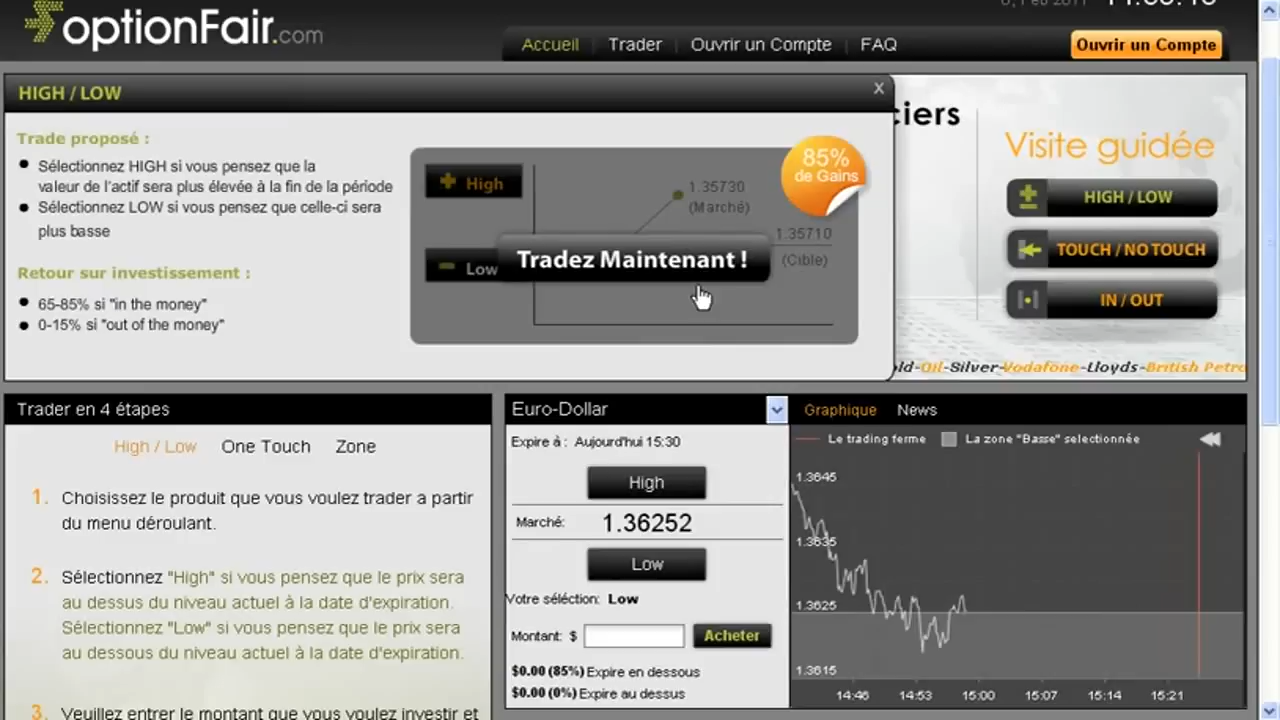 optionFair.com
Accueil Trader Ouvrir un Compte FAQ
Ouvrir un Compte
HIGH / LOW X
Trade proposé :
Sélectionnez HIGH si vous pensez que la
valeur de l'actif sera plus élevée à la fin de la période
Sélectionnez LOW si vous pensez que celle-ci sera
plus basse
Retour sur investissement :
65-85% si "in the money"
0-15% si "out of the money"
High
Low
1.35730
(Marché)
1.35710
(Cible)
85%
de Gains
Tradez Maintenant !
ciers
Visite guidée
HIGH / LOW
TOUCH / NO TOUCH
IN / OUT
-Oil-Silver-Vodafone-Lloyds-British Petro
Trader en 4 étapes
High / Low One Touch Zone
1. Choisissez le produit que vous voulez trader a partir
du menu déroulant.
2. Sélectionnez "High" si vous pensez que le prix sera
au dessus du niveau actuel à la date d'expiration.
Sélectionnez "Low" si vous pensez que le prix sera
au dessous du niveau actuel à la date d'expiration.
3. Veuillez entrer le montant que vous voulez investir et
Euro-Dollar
Expire à : Aujourd'hui 15:30
High
Marché: 1.36252
Low
Votre séléction: Low
Montant: $ Acheter
$0.00 (85%) Expire en dessous
$0.00 (0%) Expire au dessus
Graphique News
Le trading ferme La zone "Basse" selectionnée
1.3645
1.3635
1.3625
1.3615
14:46 14:53 15:00 15:07 15:14 15:21